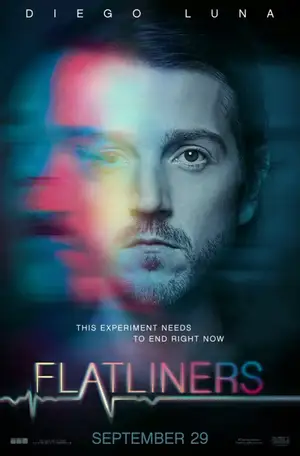 DIEGO LUNA
THIS EXPERIMENT NEEDS
TO END RIGHT NOW
FLATLINERS
SEPTEMBER 29